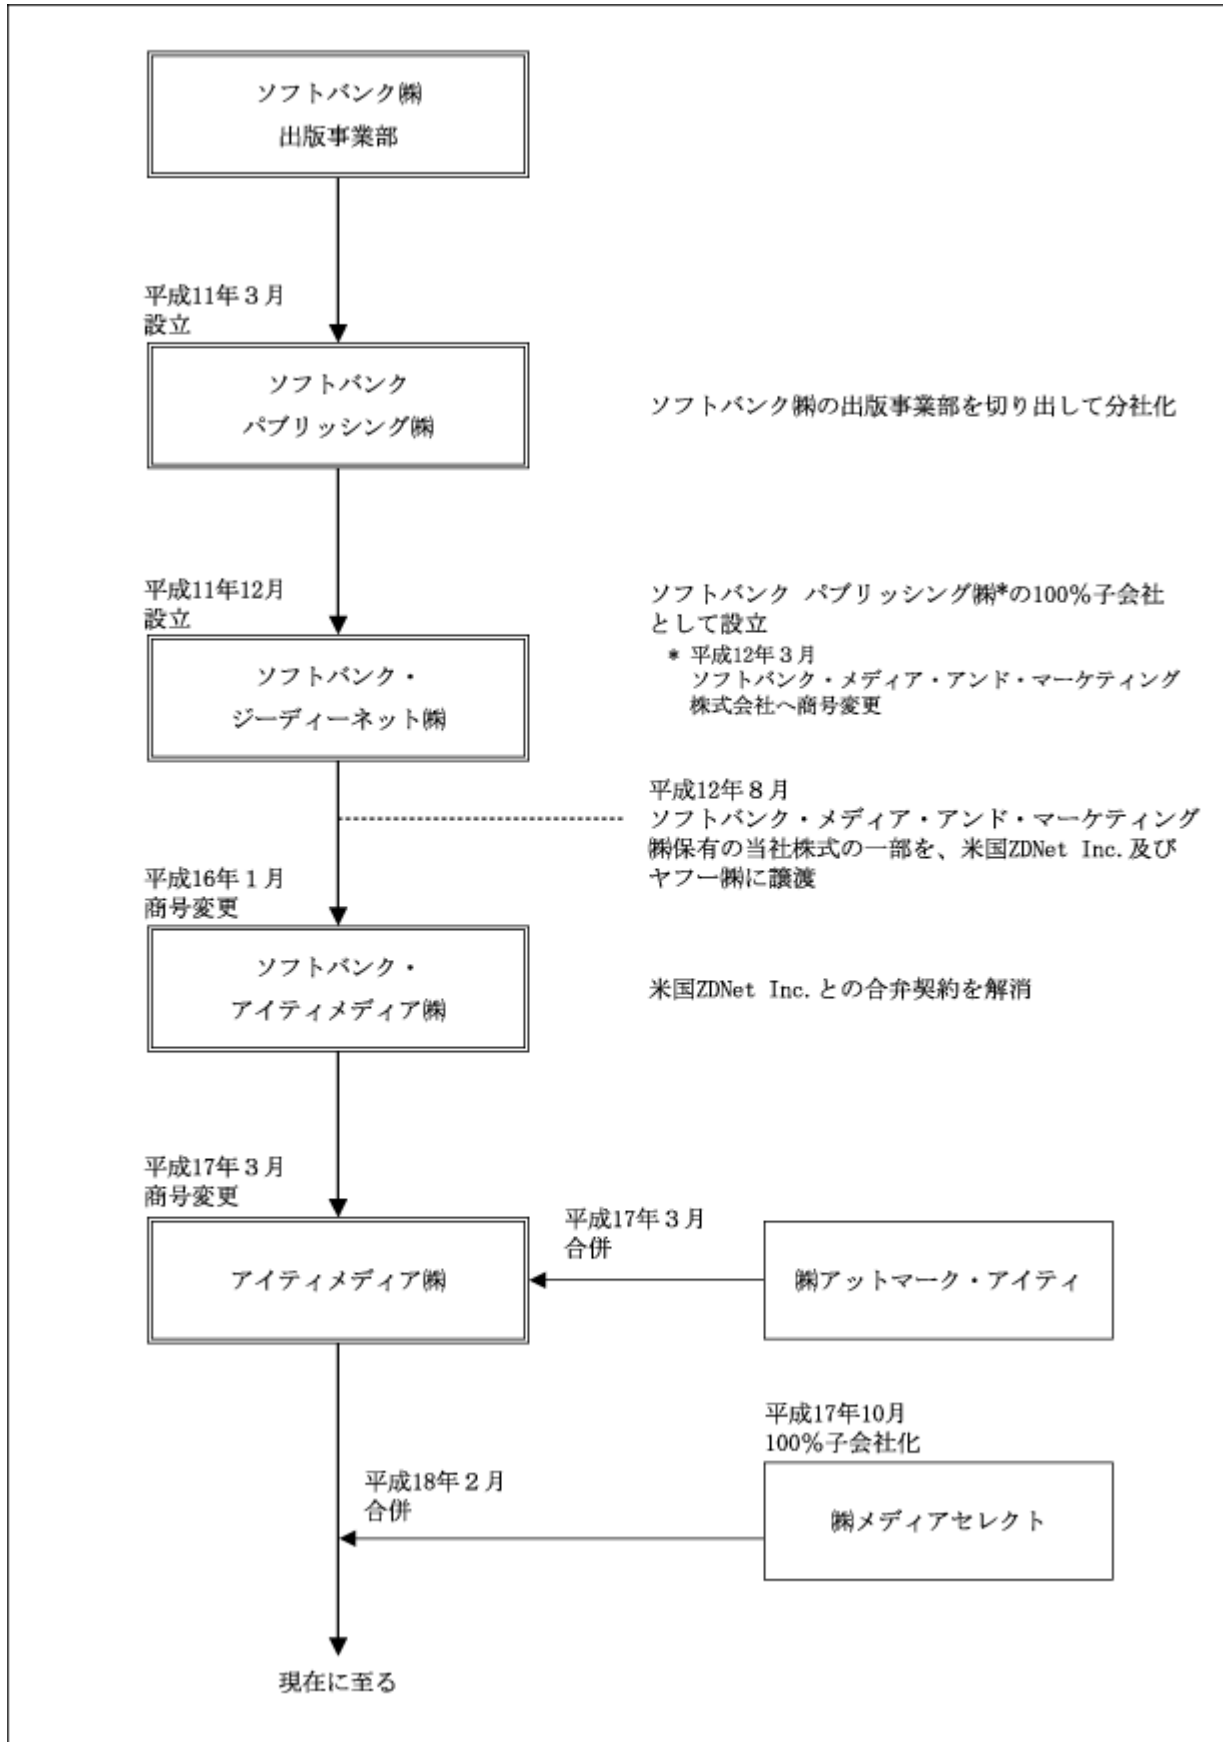 ソフトバンク㈱
出版事業部
平成11年３月
設立
ソフトバンク
パブリッシング㈱
ソフトバンク㈱の出版事業部を切り出して分社化
平成11年12月
設立
ソフトバンク・
ジーディーネット㈱
ソフトバンク パブリッシング㈱*の100％子会社
として設立
* 平成12年３月
ソフトバンク・メディア・アンド・マーケティング
株式会社へ商号変更
平成12年８月
ソフトバンク・メディア・アンド・マーケティング
㈱保有の当社株式の一部を、米国ZDNet Inc.及び
ヤフー㈱に譲渡
平成16年１月
商号変更
ソフトバンク・
アイティメディア㈱
米国ZDNet Inc.との合弁契約を解消
平成17年３月
商号変更
アイティメディア㈱
平成17年３月
合併
㈱アットマーク・アイティ
平成17年10月
100％子会社化
㈱メディアセレクト
平成18年２月
合併
現在に至る